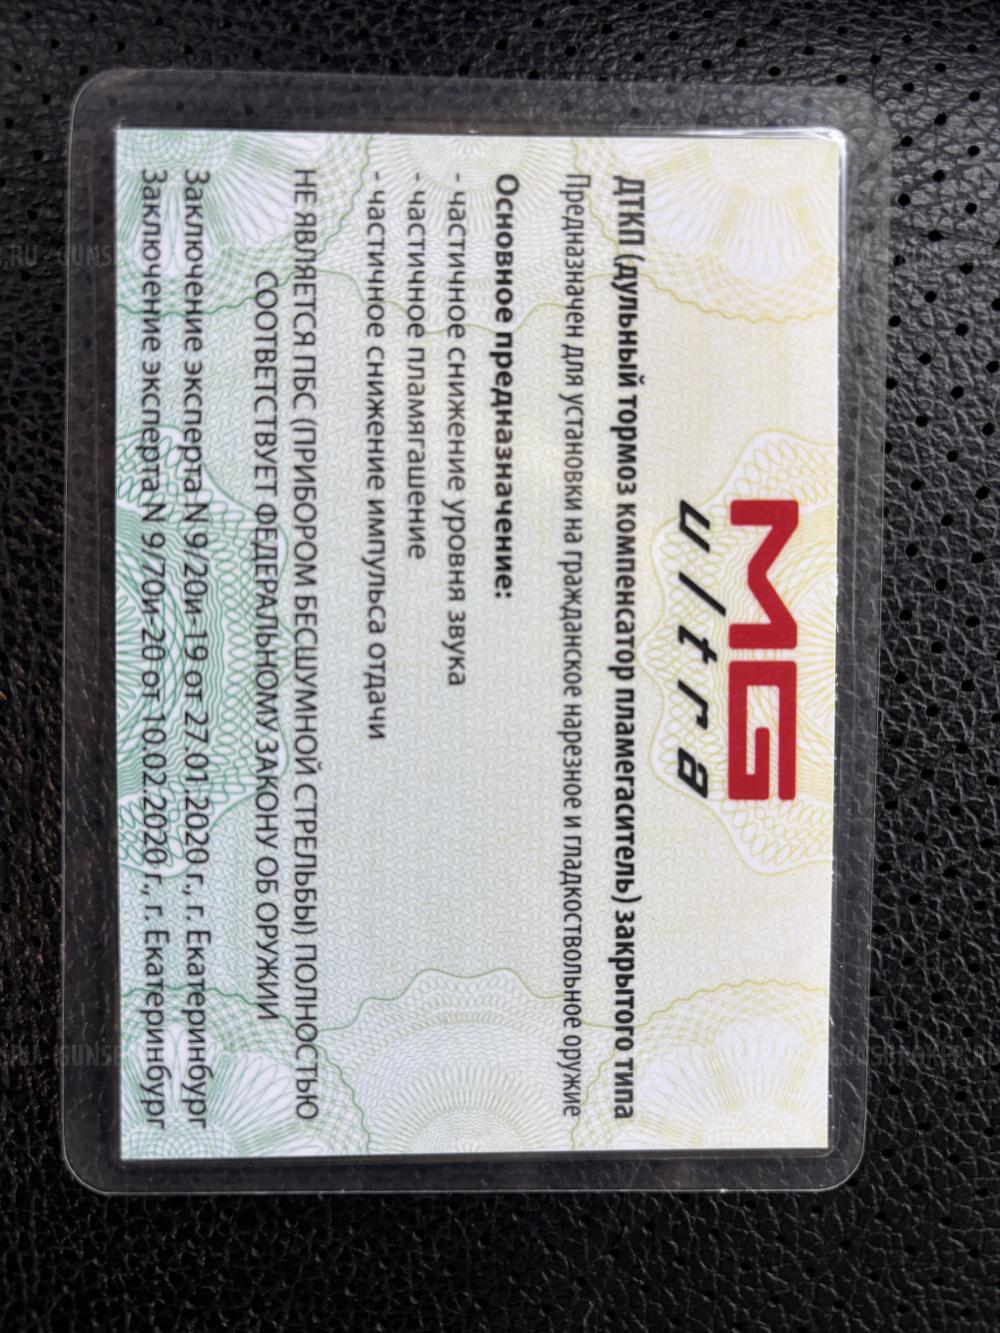 MG
ultra
ДТКП (дульный тормоз компенсатор пламегаситель) закрытого типа
Предназначен для установки на гражданское нарезное и гладкоствольное оружие
Основное предназначение:
- частичное снижение уровня звука
- частичное пламягашение
- частичное снижение импульса отдачи
НЕ ЯВЛЯЕТСЯ ПБС (ПРИБОРОМ БЕСШУМНОЙ СТРЕЛЬБЫ) ПОЛНОСТЬЮ
СООТВЕТСТВУЕТ ФЕДЕРАЛЬНОМУ ЗАКОНУ ОБ ОРУЖИИ
Заключение эксперта N 9/20и-19 от 27.01.2020 г., г. Екатеринбург
Заключение эксперта N 9/70и-20 от 10.02.2020 г., г. Екатеринбург